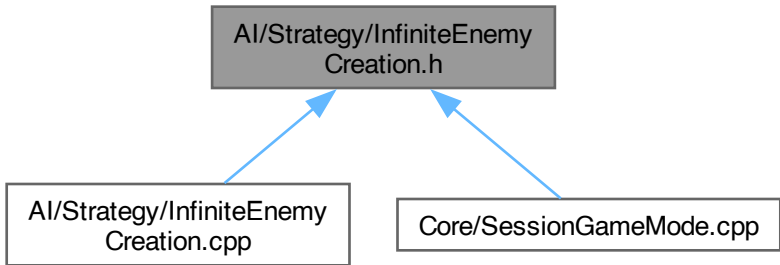 AI/Strategy/InfiniteEnemy
Creation.h
AI/Strategy/InfiniteEnemy
Creation.cpp
Core/SessionGameMode.cpp